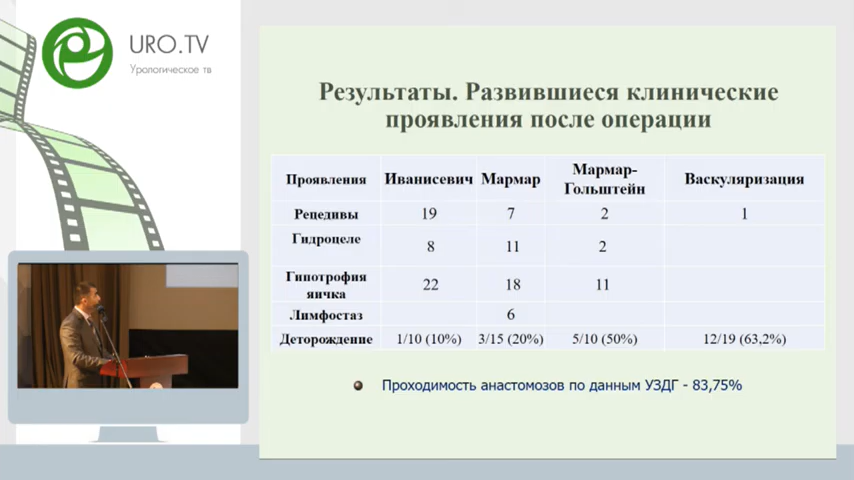 URO.TV
Урологическое тв
Результаты. Развившиеся клинические
проявления после операции
Проявления Иванисевич Мармар Мармар-Гольштейн Васкуляризация
Рецедивы 19 7 2 1
Гидроцеле 8 11 2
Гипотрофия яичка 22 18 11
Лимфостаз 6
Деторождение 1/10 (10%) 3/15 (20%) 5/10 (50%) 12/19 (63,2%)
Проходимость анастомозов по данным УЗДГ - 83,75%